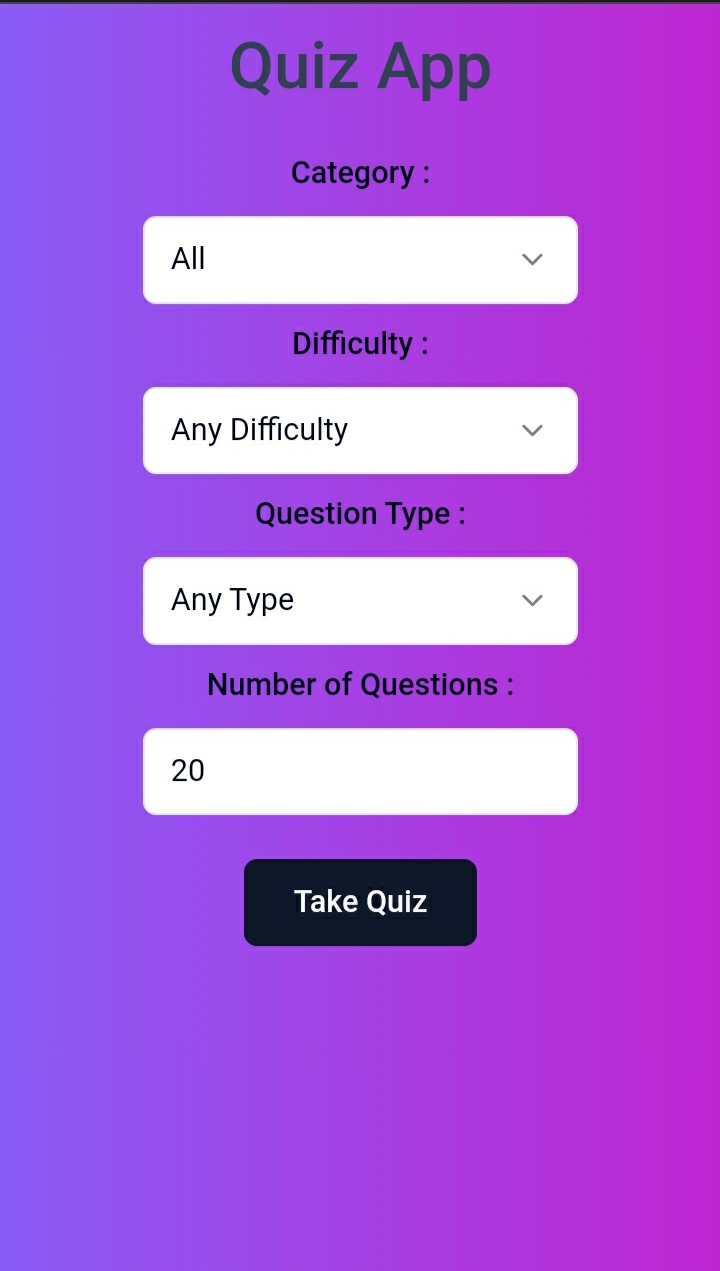 Quiz App
Category :
All
Difficulty :
Any Difficulty
Question Type :
Any Type
Number of Questions :
20
Take Quiz